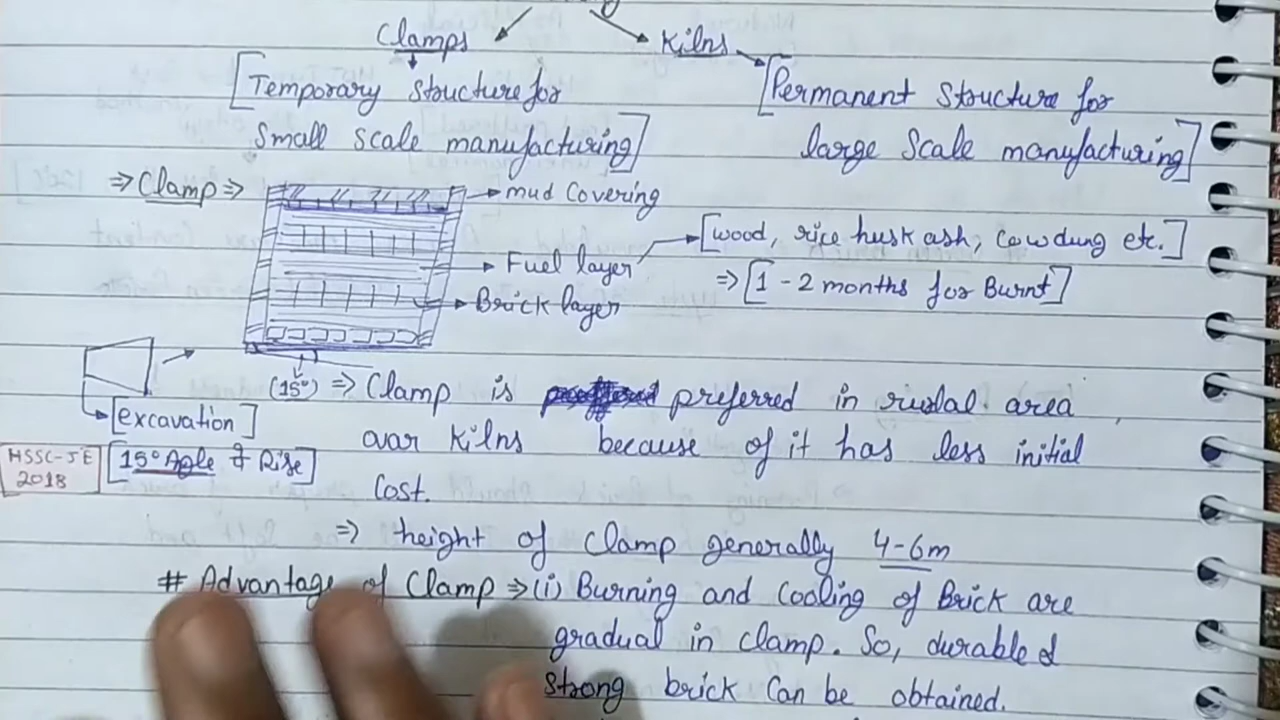 Clamps
Kilns
[Temporary Structure for
Small Scale manufacturing]
[Permanent Structure for
large Scale manufacturing]
⇒ Clamp ⇒
mud Covering
Fuel layer
[wood, rice husk ash, Cowdung etc.]
⇒ [1 - 2 months for Burnt]
Brick layer
(15°)
[excavation]
HSSC-JE
2018
[15° Agle of Rise]
⇒ Clamp is preferred in rural area
over Kilns because of it has less initial
Cost.
⇒ height of Clamp generally 4-6m
# Advantage of Clamp ⇒ (i) Burning and Cooling of Brick are
gradual in clamp. So, durable &
strong brick Can be obtained.